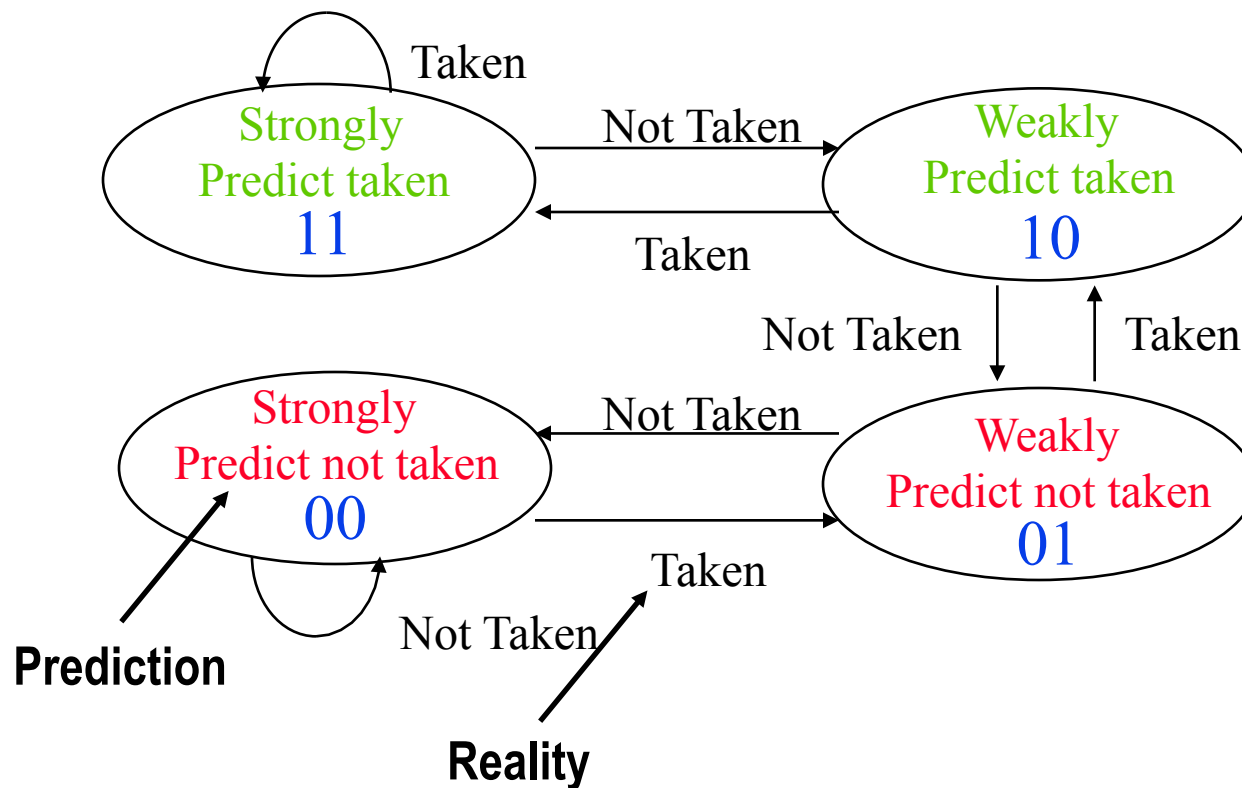 Taken
Strongly
Predict taken
11
Not Taken
Taken
Weakly
Predict taken
10
Not Taken
Taken
Strongly
Predict not taken
00
Not Taken
Taken
Weakly
Predict not taken
01
Not Taken
Prediction
Reality